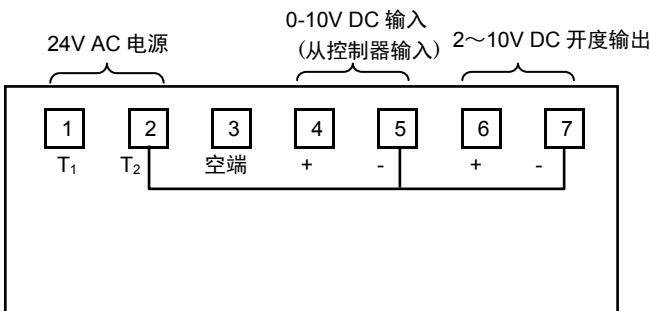 24V AC 电源
0-10V DC 输入
（从控制器输入）
2～10V DC 开度输出
1 2 3 4 5 6 7
T₁ T₂ 空端 + - + -